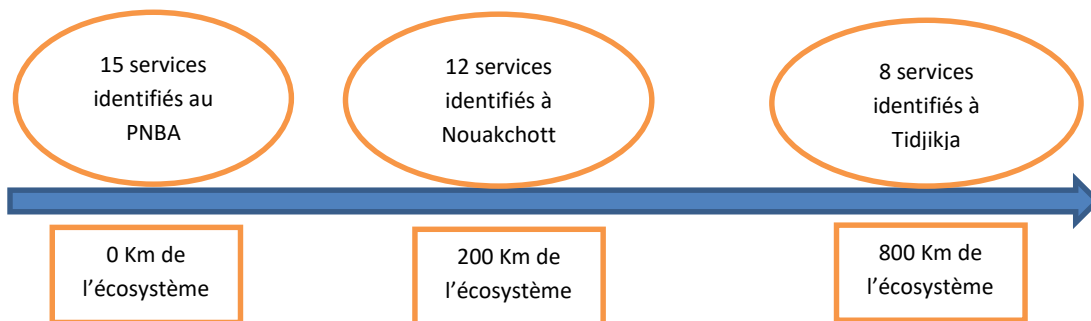 15 services
identifiés au
PNBA
12 services
identifiés à
Nouakchott
8 services
identifiés à
Tidjikja
0 Km de
l’écosystème
200 Km de
l’écosystème
800 Km de
l’écosystème